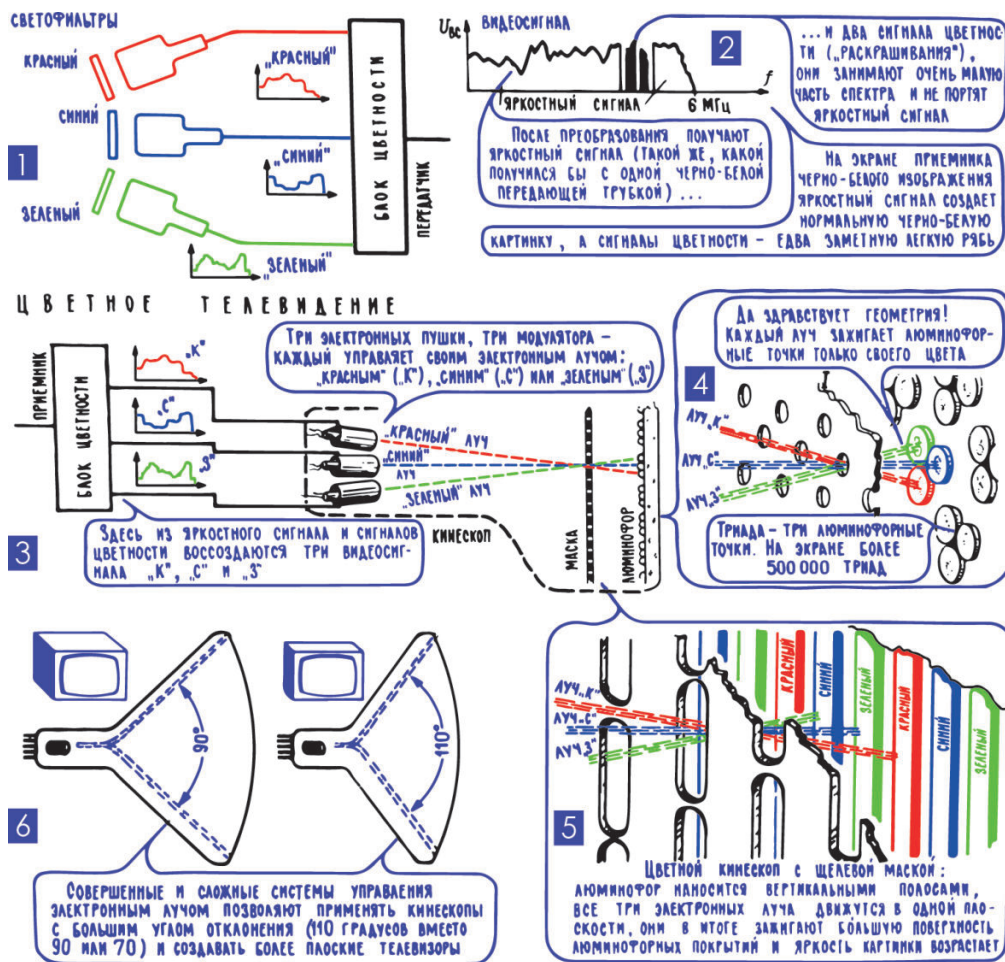 СВЕТОФИЛЬТРЫ
КРАСНЫЙ
„КРАСНЫЙ"
СИНИЙ
„СИНИЙ"
ЗЕЛЕНЫЙ
„ЗЕЛЕНЫЙ"
БЛОК ЦВЕТНОСТИ
ПЕРЕДАТЧИК
1
Uвс
ВИДЕОСИГНАЛ
2
f
ЯРКОСТНЫЙ СИГНАЛ
6 МГЦ
...И ДВА СИГНАЛА ЦВЕТНОС-
ТИ („РАСКРАШИВАНИЯ"),
ОНИ ЗАНИМАЮТ ОЧЕНЬ МАЛУЮ
ЧАСТЬ СПЕКТРА И НЕ ПОРТЯТ
ЯРКОСТНЫЙ СИГНАЛ
ПОСЛЕ ПРЕОБРАЗОВАНИЯ ПОЛУЧАЮТ
ЯРКОСТНЫЙ СИГНАЛ (ТАКОЙ ЖЕ, КАКОЙ
ПОЛУЧИЛСЯ БЫ С ОДНОЙ ЧЕРНО-БЕЛОЙ
ПЕРЕДАЮЩЕЙ ТРУБКОЙ)...
НА ЭКРАНЕ ПРИЕМНИКА
ЧЕРНО-БЕЛОГО ИЗОБРАЖЕНИЯ
ЯРКОСТНЫЙ СИГНАЛ СОЗДАЕТ
НОРМАЛЬНУЮ ЧЕРНО-БЕЛУЮ
КАРТИНКУ, А СИГНАЛЫ ЦВЕТНОСТИ – ЕДВА ЗАМЕТНУЮ ЛЕГКУЮ РЯБЬ
ЦВЕТНОЕ ТЕЛЕВИДЕНИЕ
ПРИЕМНИК
БЛОК ЦВЕТНОСТИ
„К"
„С"
„З"
ТРИ ЭЛЕКТРОННЫХ ПУШКИ, ТРИ МОДУЛЯТОРА –
КАЖДЫЙ УПРАВЛЯЕТ СВОИМ ЭЛЕКТРОННЫМ ЛУЧОМ:
„КРАСНЫМ" („К"), „СИНИМ" („С") ИЛИ „ЗЕЛЕНЫМ" („З")
„КРАСНЫЙ" ЛУЧ
„СИНИЙ"
ЛУЧ
„ЗЕЛЕНЫЙ" ЛУЧ
КИНЕСКОП
МАСКА
ЛЮМИНОФОР
3
ЗДЕСЬ ИЗ ЯРКОСТНОГО СИГНАЛА И СИГНАЛОВ
ЦВЕТНОСТИ ВОССОЗДАЮТСЯ ТРИ ВИДЕОСИГ-
НАЛА „К", „С" И „З"
ДА ЗДРАВСТВУЕТ ГЕОМЕТРИЯ!
КАЖДЫЙ ЛУЧ ЗАЖИГАЕТ ЛЮМИНОФОР-
НЫЕ ТОЧКИ ТОЛЬКО СВОЕГО ЦВЕТА
4
ЛУЧ „К"
ЛУЧ „С"
ЛУЧ „З"
З
С
К
ТРИАДА – ТРИ ЛЮМИНОФОРНЫЕ
ТОЧКИ. НА ЭКРАНЕ БОЛЕЕ
500 000 ТРИАД
ЛУЧ „К"
ЛУЧ „С"
ЛУЧ „З"
КРАСНЫЙ
СИНИЙ
ЗЕЛЕНЫЙ
КРАСНЫЙ
СИНИЙ
ЗЕЛЕНЫЙ
5
ЦВЕТНОЙ КИНЕСКОП С ЩЕЛЕВОЙ МАСКОЙ:
ЛЮМИНОФОР НАНОСИТСЯ ВЕРТИКАЛЬНЫМИ ПОЛОСАМИ,
ВСЕ ТРИ ЭЛЕКТРОННЫХ ЛУЧА ДВИЖУТСЯ В ОДНОЙ ПЛО-
СКОСТИ, ОНИ В ИТОГЕ ЗАЖИГАЮТ БÓЛЬШУЮ ПОВЕРХНОСТЬ
ЛЮМИНОФОРНЫХ ПОКРЫТИЙ И ЯРКОСТЬ КАРТИНКИ ВОЗРАСТАЕТ
90°
110°
6
СОВЕРШЕННЫЕ И СЛОЖНЫЕ СИСТЕМЫ УПРАВЛЕНИЯ
ЭЛЕКТРОННЫМ ЛУЧОМ ПОЗВОЛЯЮТ ПРИМЕНЯТЬ КИНЕСКОПЫ
С БОЛЬШИМ УГЛОМ ОТКЛОНЕНИЯ (110 ГРАДУСОВ ВМЕСТО
90 ИЛИ 70) И СОЗДАВАТЬ БОЛЕЕ ПЛОСКИЕ ТЕЛЕВИЗОРЫ